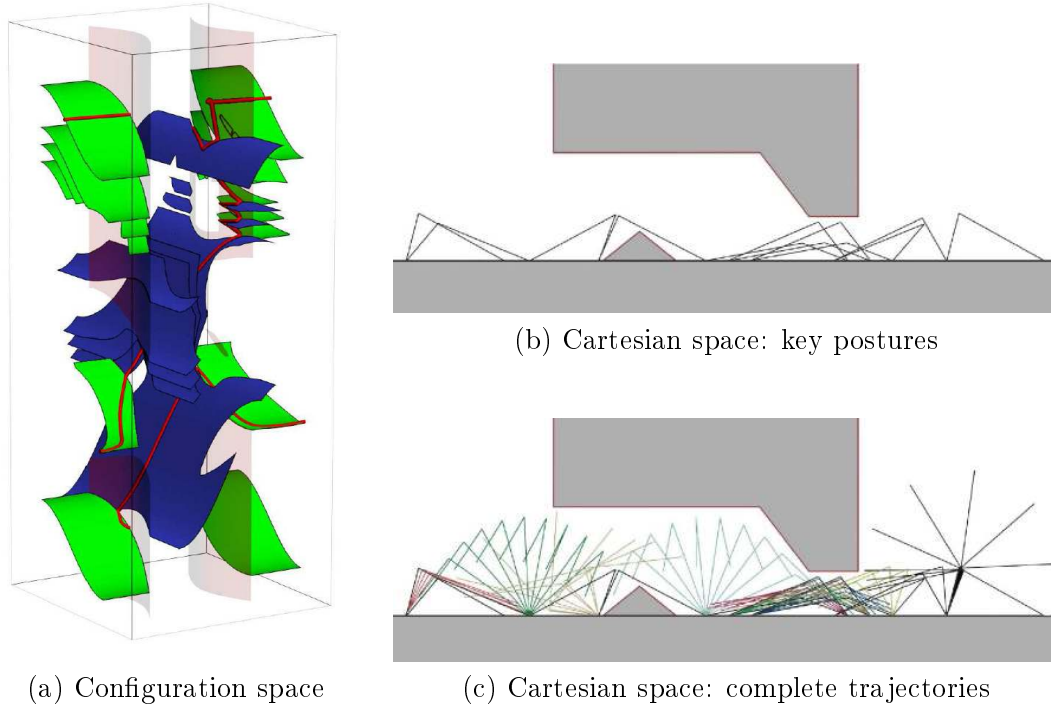 (b) Cartesian space: key postures
(a) Configuration space
(c) Cartesian space: complete trajectories